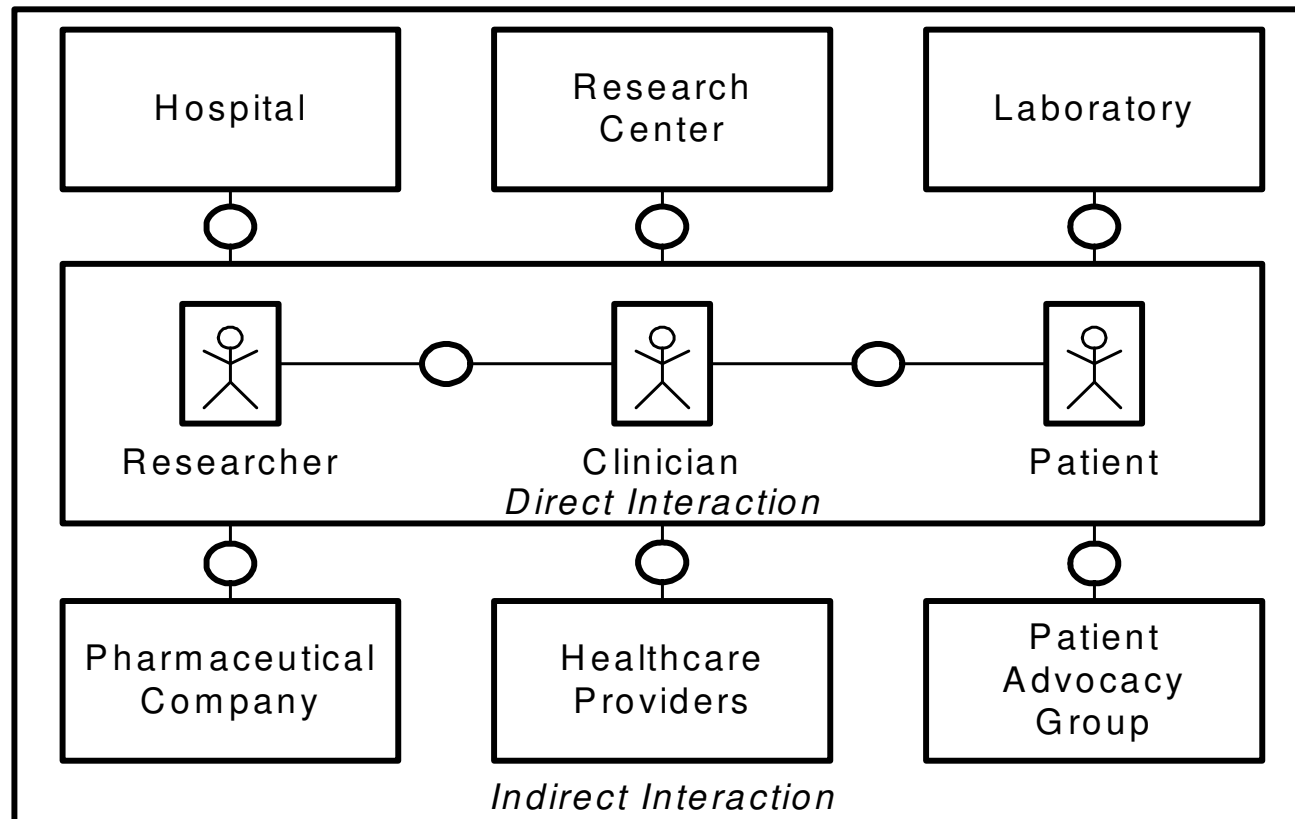 Hospital
Research
Center
Laboratory
Researcher
Clinician
Patient
Direct Interaction
Pharmaceutical
Company
Healthcare
Providers
Patient
Advocacy
Group
Indirect Interaction